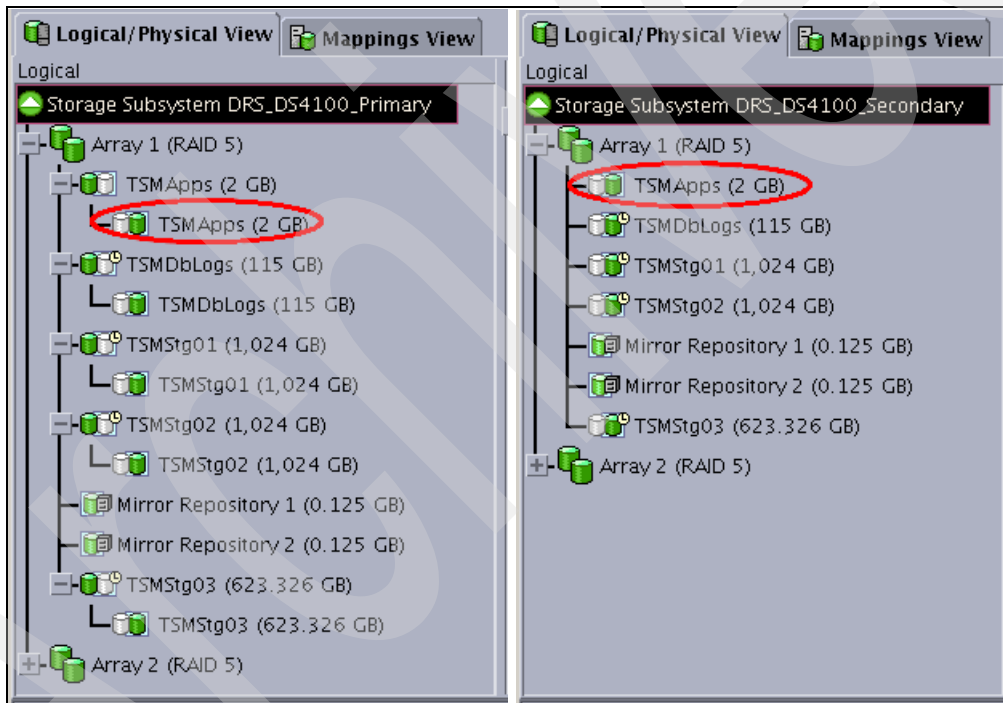 Logical/Physical View
Mappings View
Logical
Storage Subsystem DRS_DS4100_Primary
Array 1 (RAID 5)
TSMApps (2 GB)
TSMApps (2 GB)
TSMDbLogs (115 GB)
TSMDbLogs (115 GB)
TSMStg01 (1,024 GB)
TSMStg01 (1,024 GB)
TSMStg02 (1,024 GB)
TSMStg02 (1,024 GB)
Mirror Repository 1 (0.125 GB)
Mirror Repository 2 (0.125 GB)
TSMStg03 (623.326 GB)
TSMStg03 (623.326 GB)
Array 2 (RAID 5)
Logical/Physical View
Mappings View
Logical
Storage Subsystem DRS_DS4100_Secondary
Array 1 (RAID 5)
TSMApps (2 GB)
TSMDbLogs (115 GB)
TSMStg01 (1,024 GB)
TSMStg02 (1,024 GB)
Mirror Repository 1 (0.125 GB)
Mirror Repository 2 (0.125 GB)
TSMStg03 (623.326 GB)
Array 2 (RAID 5)